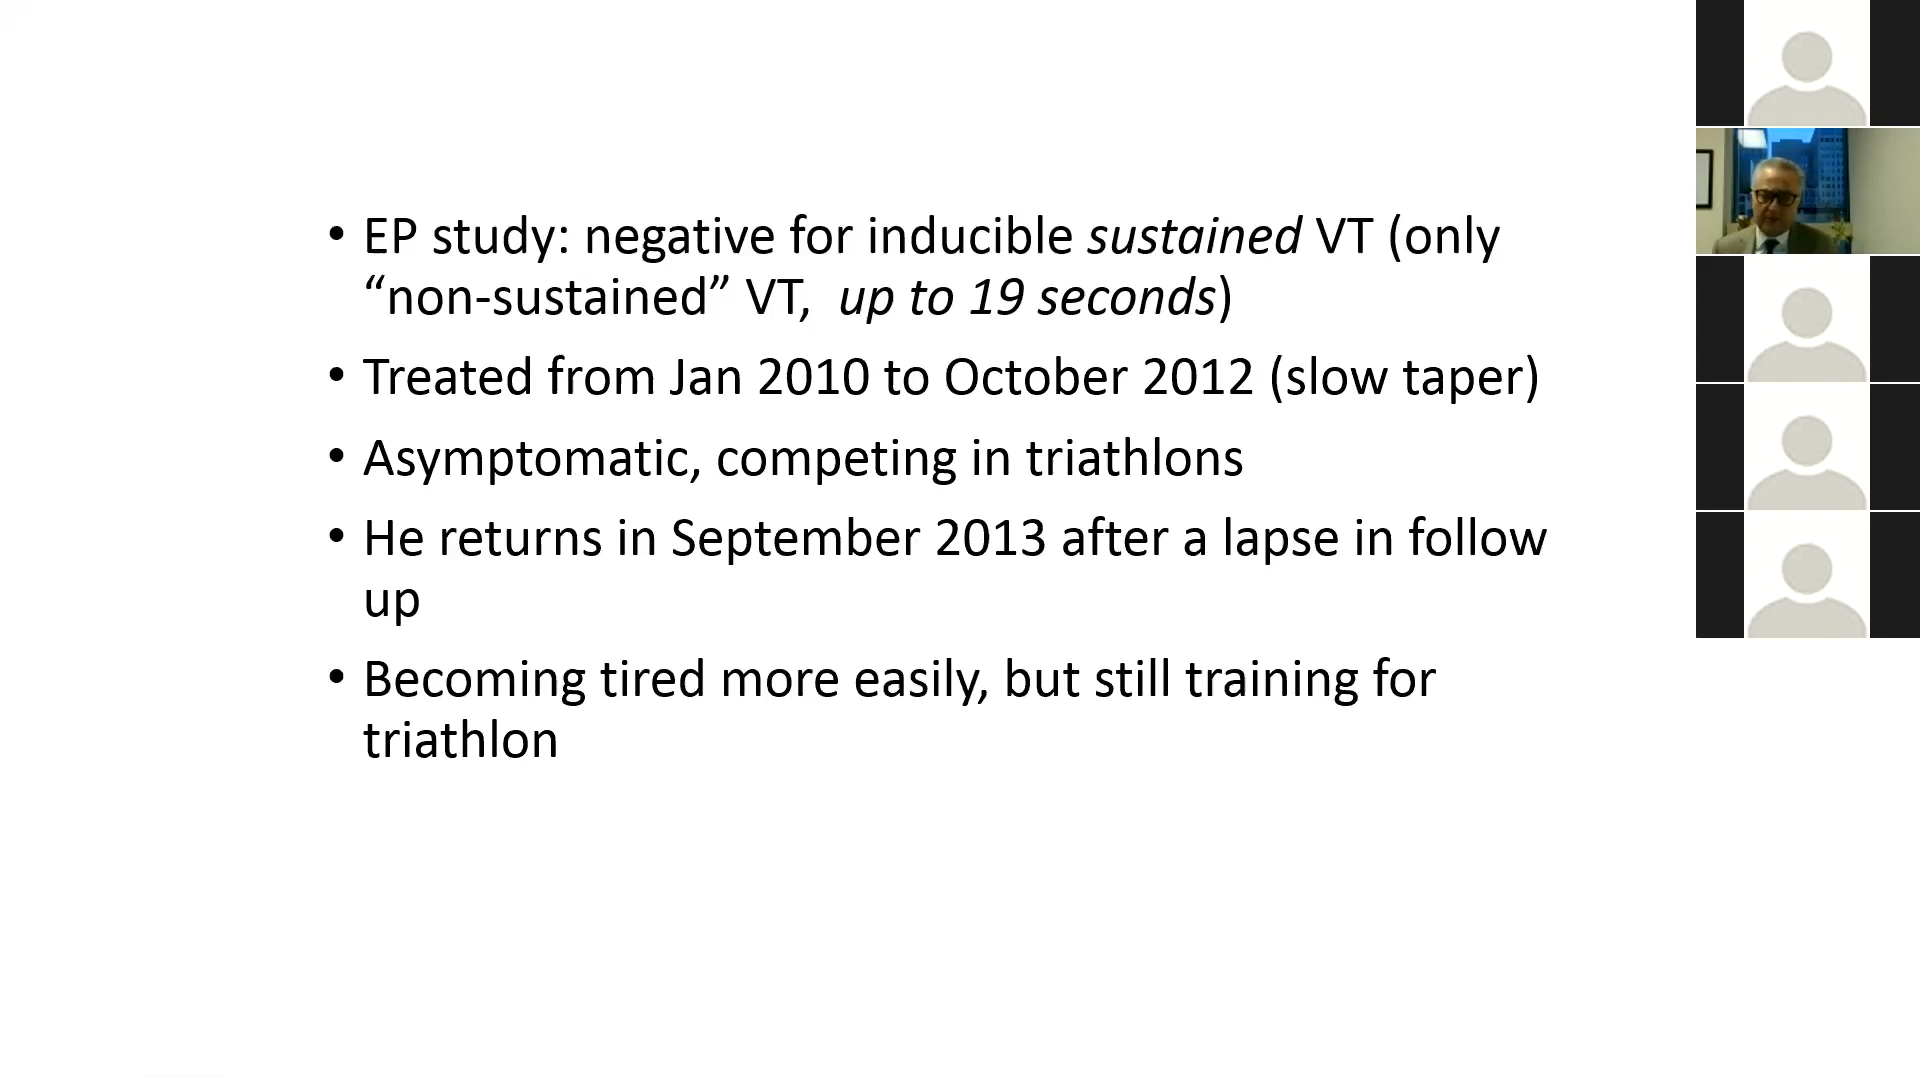 • EP study: negative for inducible sustained VT (only
“non-sustained” VT, up to 19 seconds)
• Treated from Jan 2010 to October 2012 (slow taper)
• Asymptomatic, competing in triathlons
• He returns in September 2013 after a lapse in follow
up
• Becoming tired more easily, but still training for
triathlon